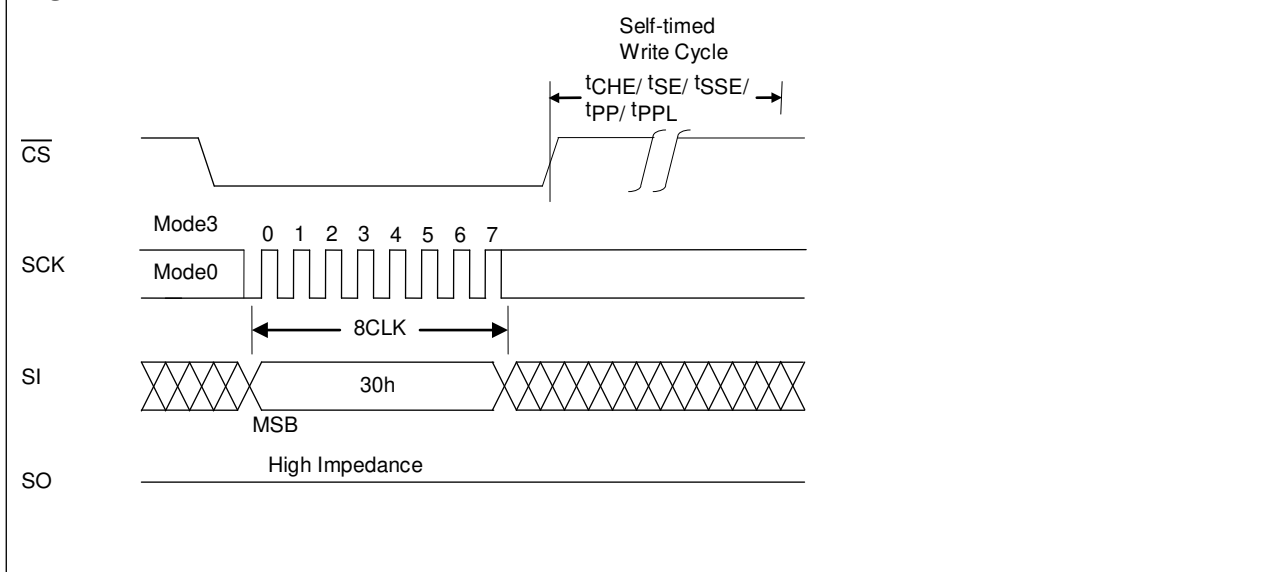 Self-timed
Write Cycle
tCHE/ tSE/ tSSE/
tPP/ tPPL
CS
Mode3
0 1 2 3 4 5 6 7
SCK
Mode0
8CLK
SI
30h
MSB
High Impedance
SO